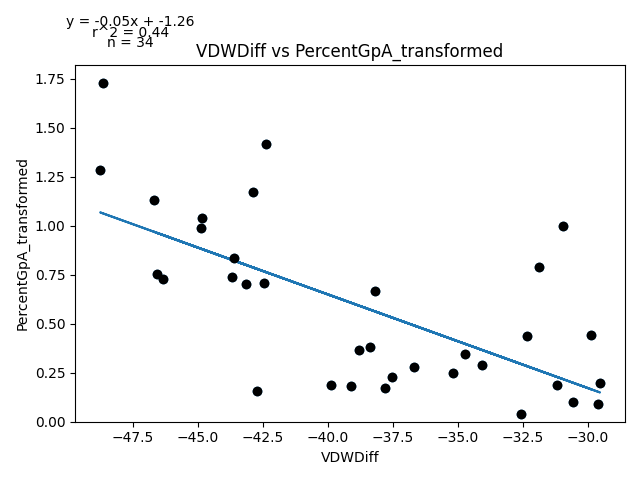 y = -0.05x + -1.26
r^2 = 0.44
n = 34
VDWDiff vs PercentGpA_transformed
PercentGpA_transformed
1.75
1.50
1.25
1.00
0.75
0.50
0.25
0.00
−47.5 −45.0 −42.5 −40.0 −37.5 −35.0 −32.5 −30.0
VDWDiff